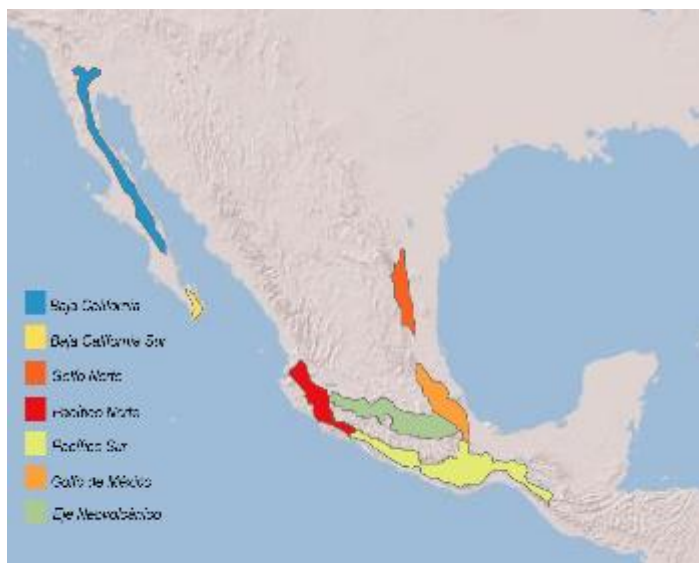 Baja California
Baja California Sur
Golfo Norte
Pacífico Norte
Pacífico Sur
Golfo de México
Eje Neovolcánico